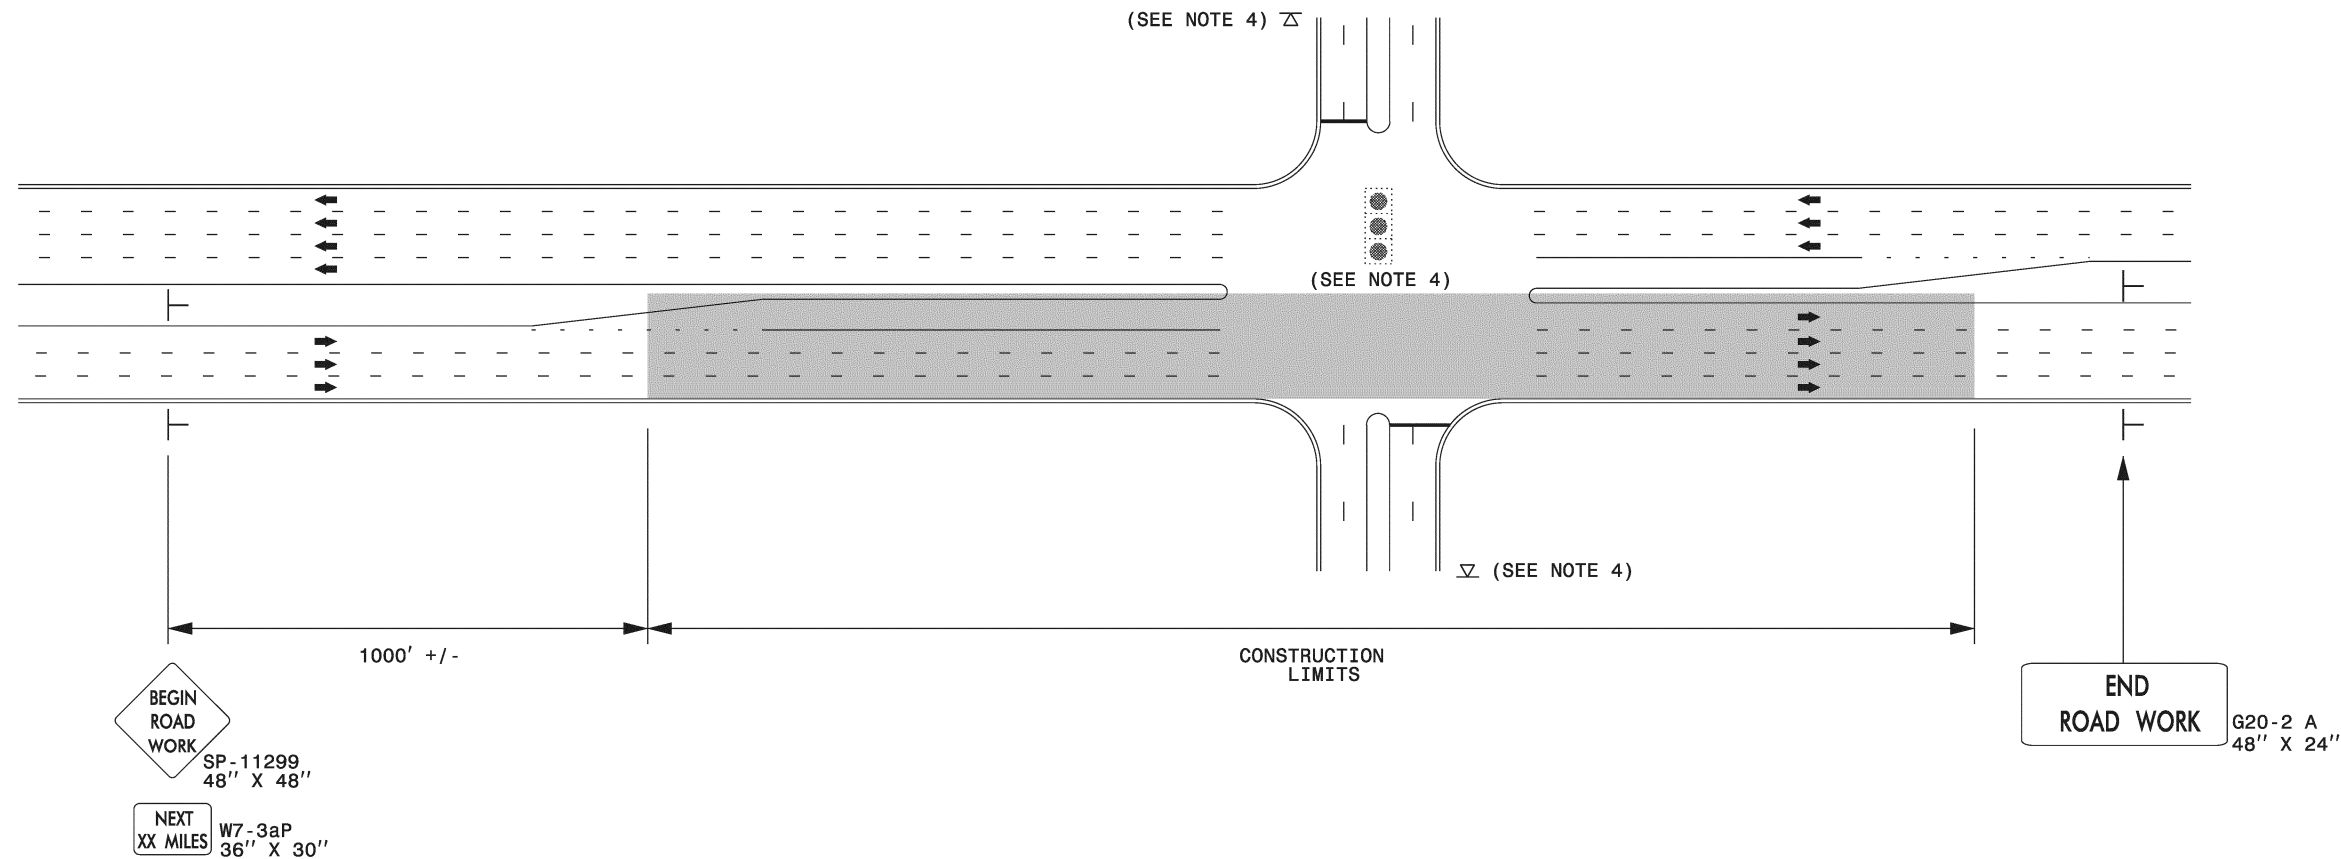 (SEE NOTE 4)
(SEE NOTE 4)
(SEE NOTE 4)
1000' +/-
CONSTRUCTION
LIMITS
BEGIN
ROAD
WORK
SP-11299
48'' X 48''
NEXT
XX MILES
W7-3aP
36'' X 30''
END
ROAD WORK
G20-2 A
48'' X 24''